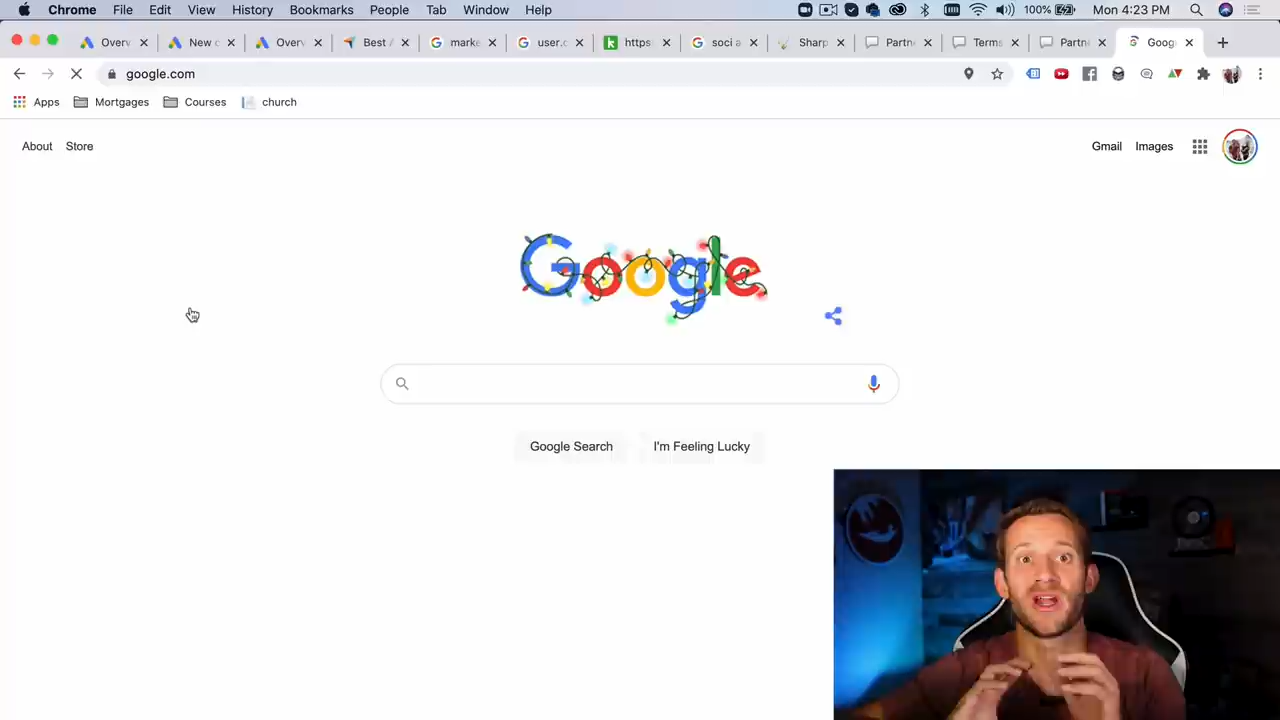 Chrome File Edit View History Bookmarks People Tab Window Help 100% Mon 4:23 PM
Overv New c Overv Best / marke user.c https soci a Sharp Partn Terms Partn Goog
google.com
Apps Mortgages Courses church
About Store Gmail Images
Google
Google Search I'm Feeling Lucky